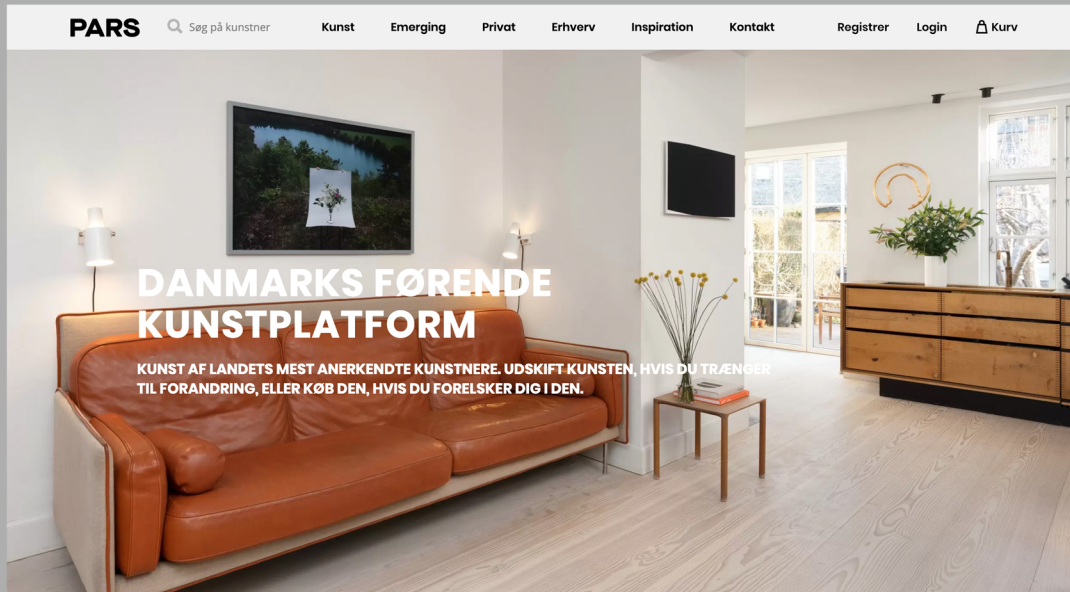 PARS
Søg på kunstner
Kunst
Emerging
Privat
Erhverv
Inspiration
Kontakt
Registrer
Login
Kurv
DANMARKS FØRENDE
KUNSTPLATFORM
KUNST AF LANDETS MEST ANERKENDTE KUNSTNERE. UDSKIFT KUNSTEN, HVIS DU TRÆNGER
TIL FORANDRING, ELLER KØB DEN, HVIS DU FORELSKER DIG I DEN.